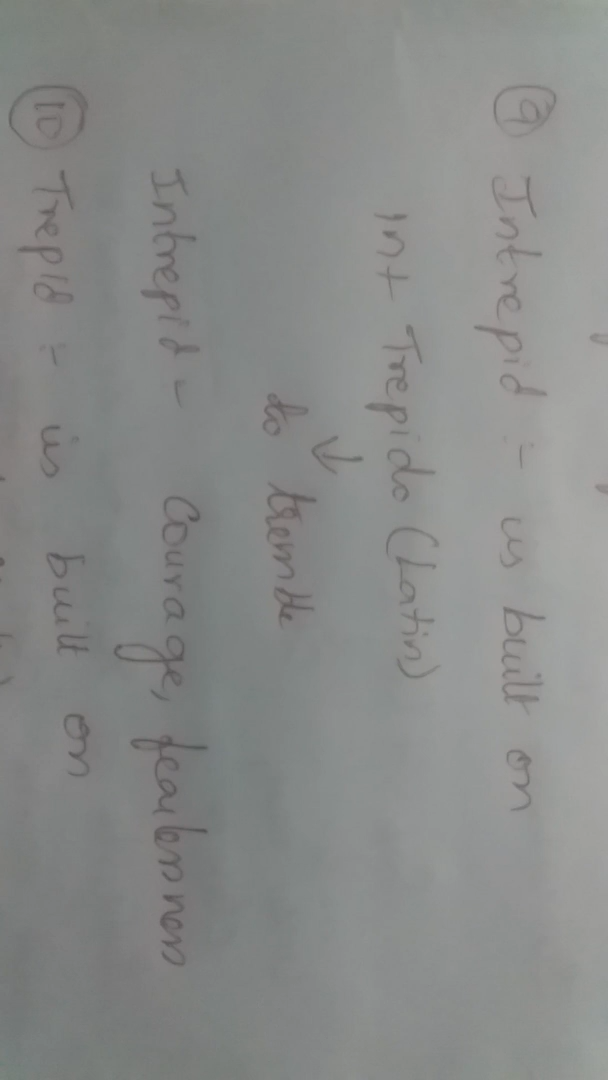 ⑨ Intrepid :- is built on
in + Trepido (Latin)
↓
to tremble
Intrepid - Courage, fearlessness
⑩ Trepid :- is built on